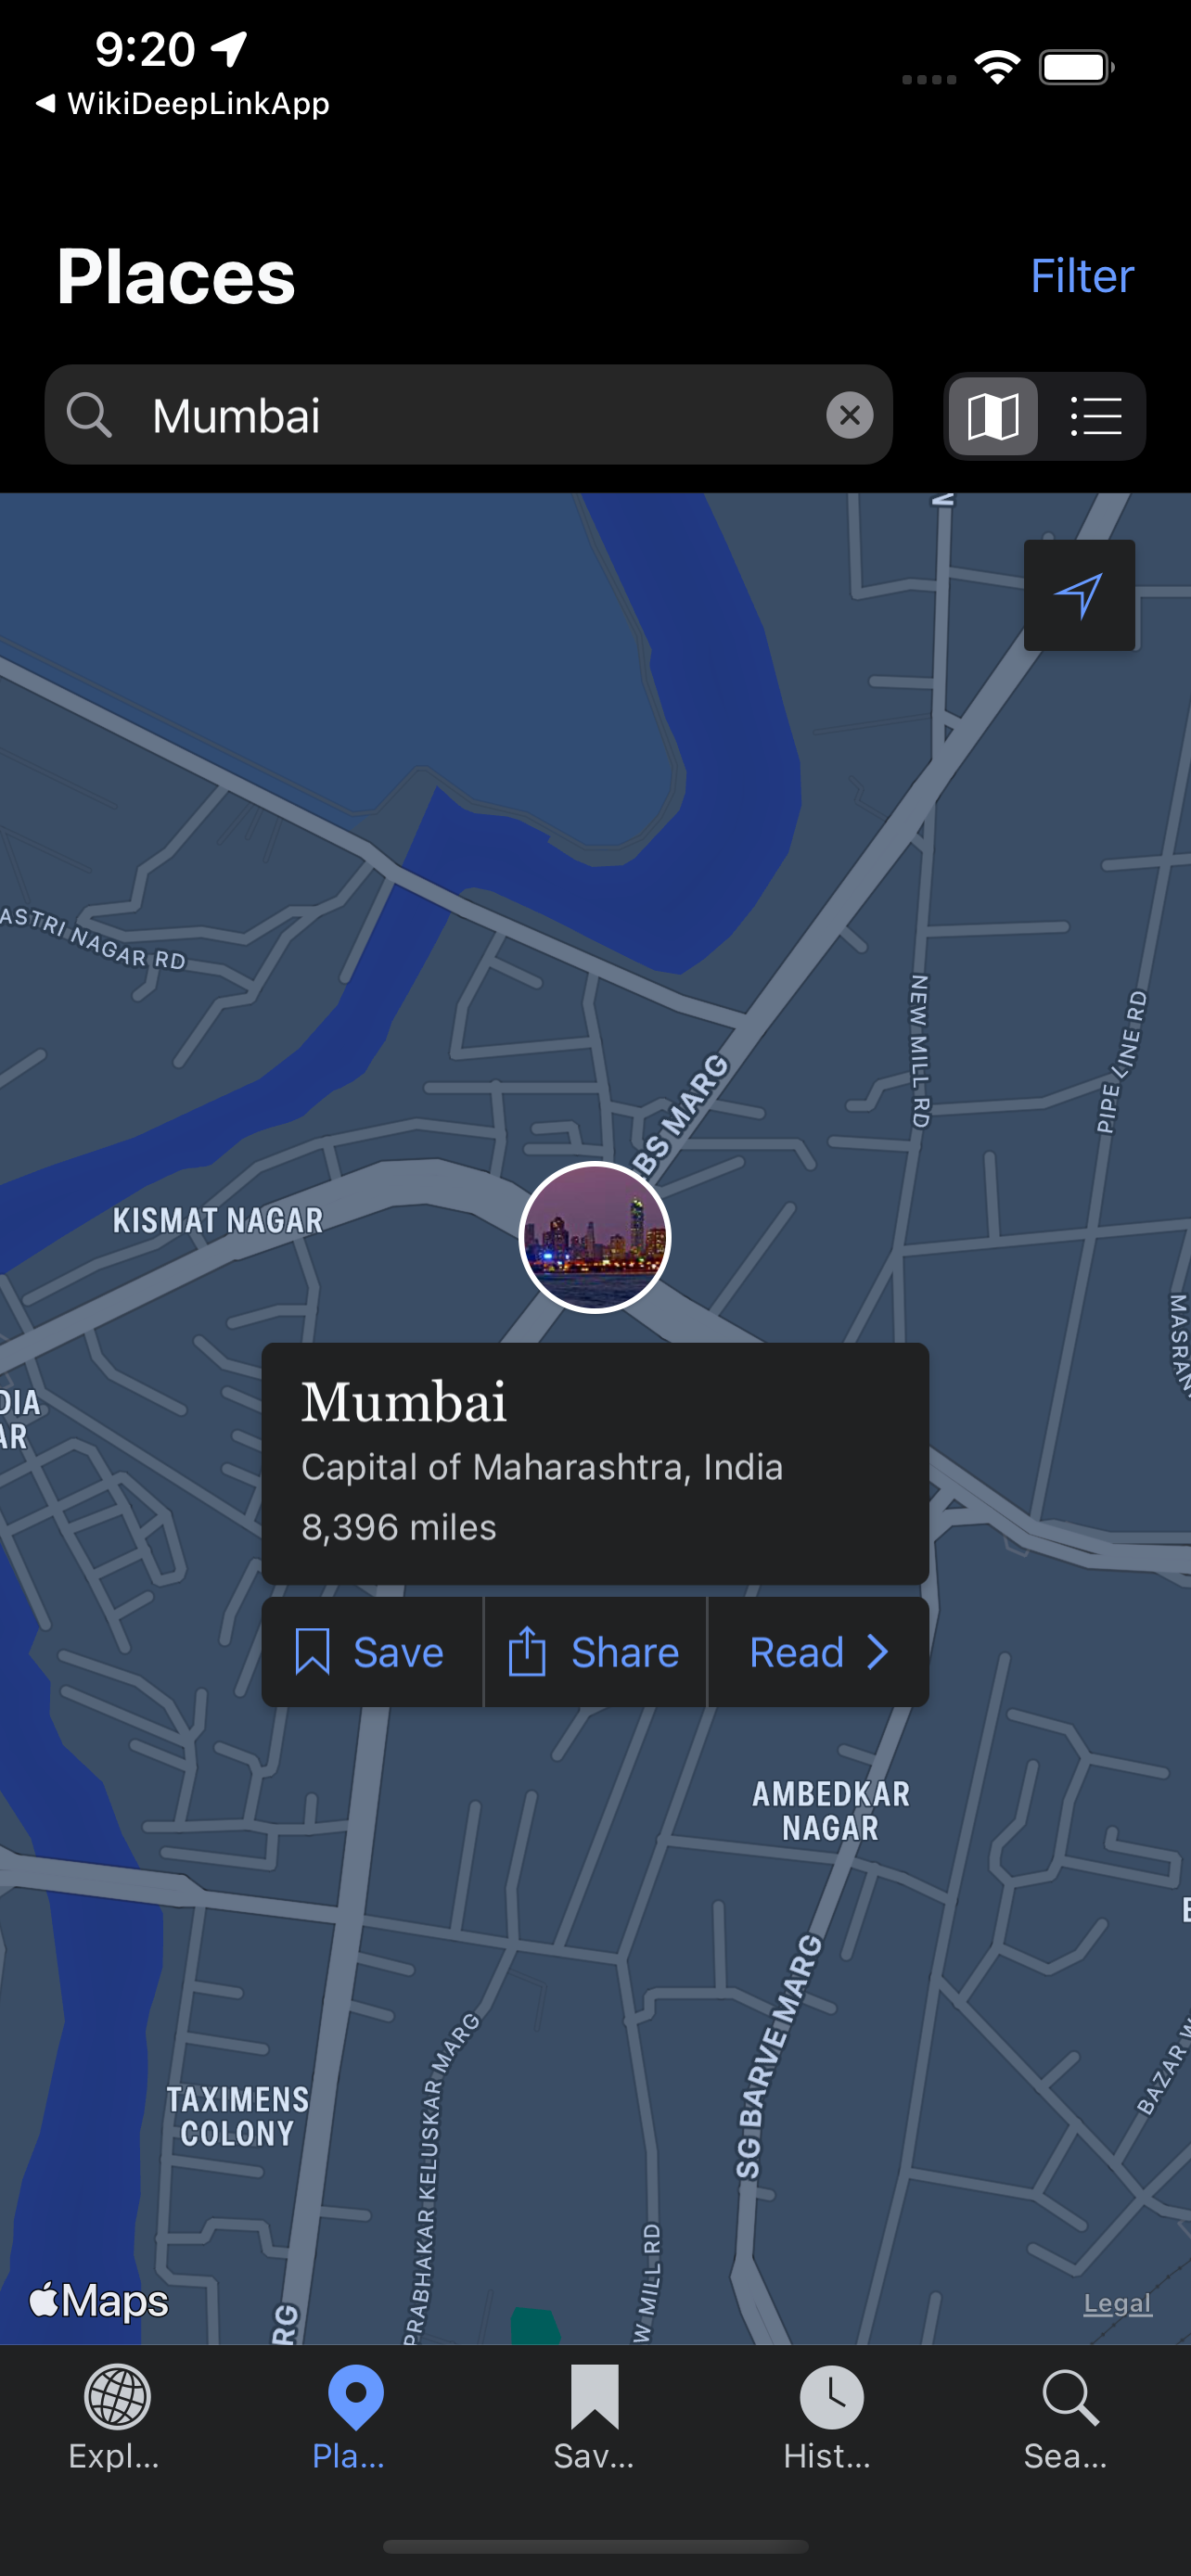 9:20
WikiDeepLinkApp
Places
Filter
Mumbai
ASTRI NAGAR RD
NEW MILL RD
PIPE LINE RD
BS MARG
KISMAT NAGAR
MASRAN
DIA
AR
Mumbai
Capital of Maharashtra, India
8,396 miles
Save
Share
Read
AMBEDKAR
NAGAR
SG BARVE MARG
BAZAR W
TAXIMENS
COLONY
PRABHAKAR KELUSKAR MARG
W MILL RD
RG
Maps
Legal
Expl...
Pla...
Sav...
Hist...
Sea...